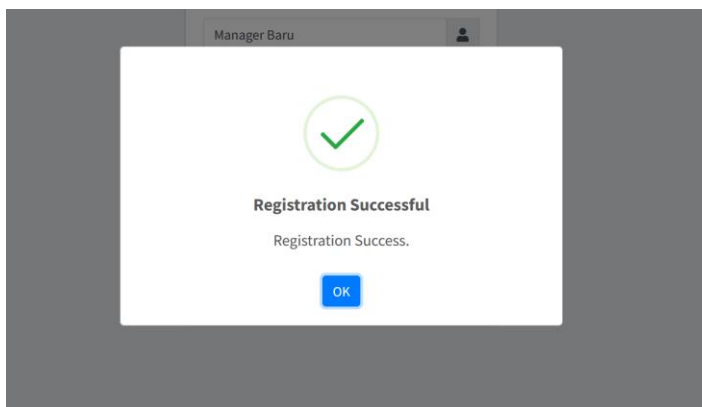 Manager Baru
Registration Successful
Registration Success.
OK